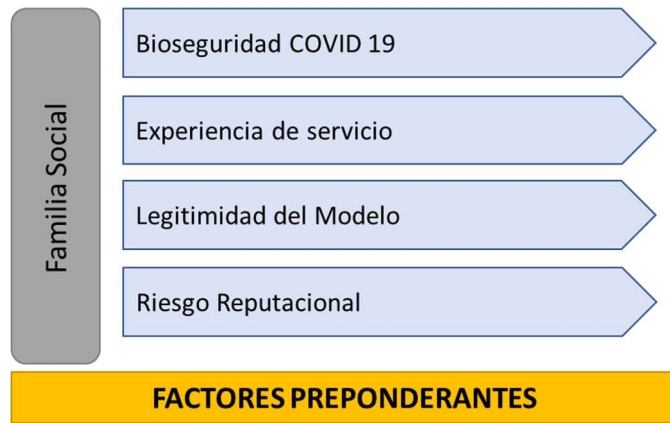 Familia Social
Bioseguridad COVID 19
Experiencia de servicio
Legitimidad del Modelo
Riesgo Reputacional
FACTORES PREPONDERANTES